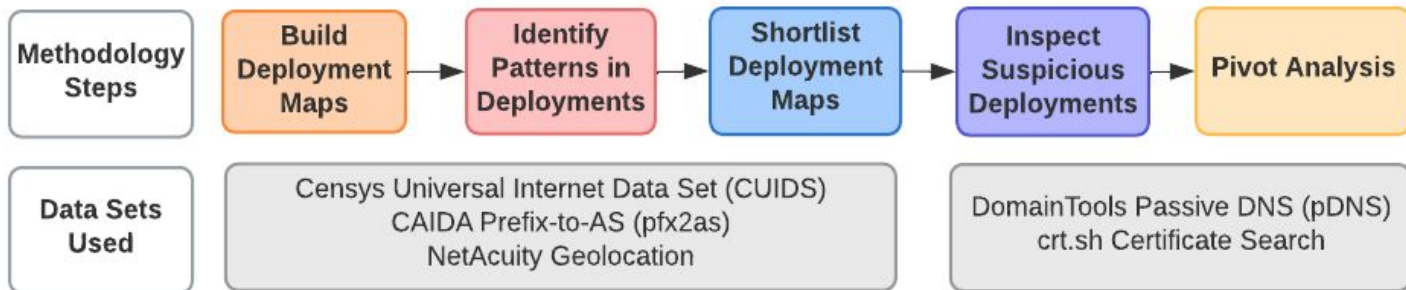 Methodology
Steps
Build
Deployment
Maps
Identify
Patterns in
Deployments
Shortlist
Deployment
Maps
Inspect
Suspicious
Deployments
Pivot Analysis
Data Sets
Used
Censys Universal Internet Data Set (CUIDS)
CAIDA Prefix-to-AS (pfx2as)
NetAcuity Geolocation
DomainTools Passive DNS (pDNS)
crt.sh Certificate Search